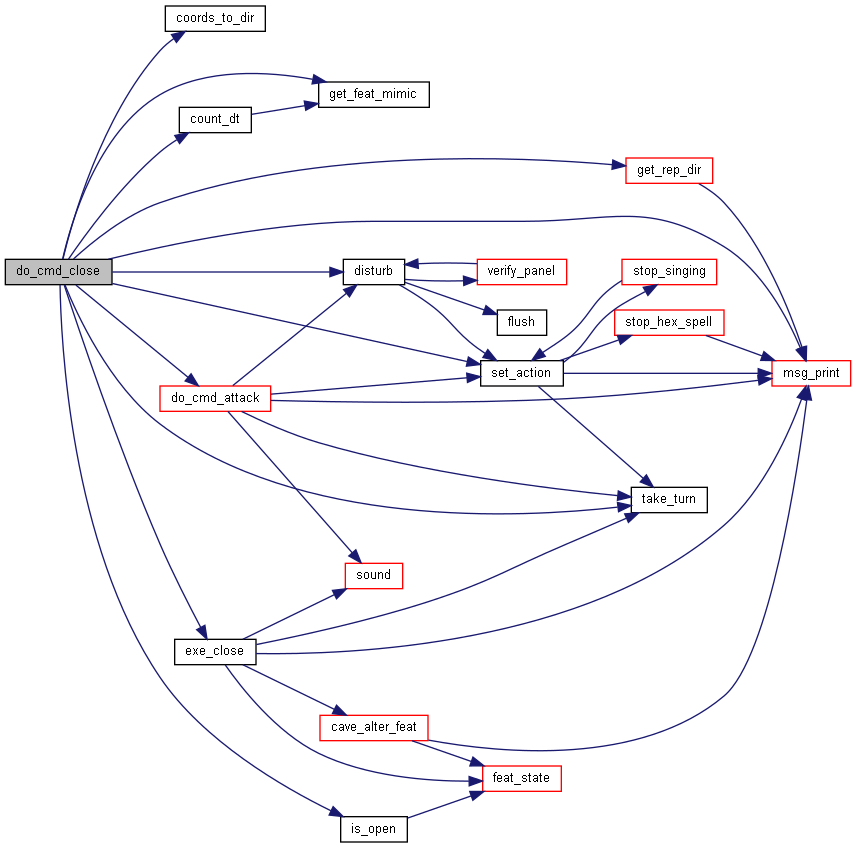 coords_to_dir
get_feat_mimic
count_dt
get_rep_dir
do_cmd_close
disturb
verify_panel
stop_singing
flush
stop_hex_spell
set_action
msg_print
do_cmd_attack
take_turn
sound
exe_close
cave_alter_feat
feat_state
is_open